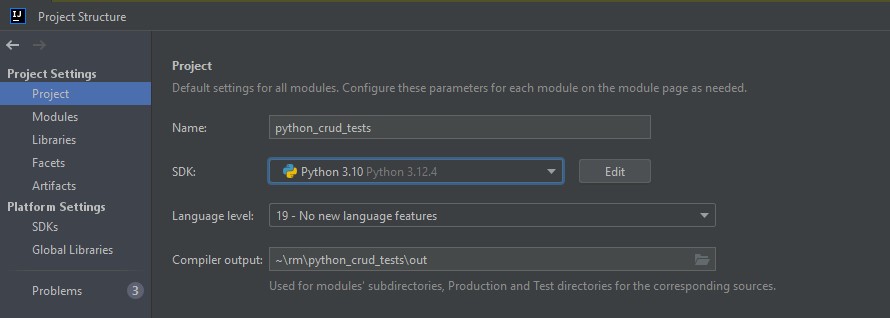 IJ
Project Structure
Project Settings
Project
Modules
Libraries
Facets
Artifacts
Platform Settings
SDKs
Global Libraries
Problems 3
Project
Default settings for all modules. Configure these parameters for each module on the module page as needed.
Name: python_crud_tests
SDK: Python 3.10 Python 3.12.4 Edit
Language level: 19 - No new language features
Compiler output: ~\rm\python_crud_tests\out
Used for modules' subdirectories, Production and Test directories for the corresponding sources.